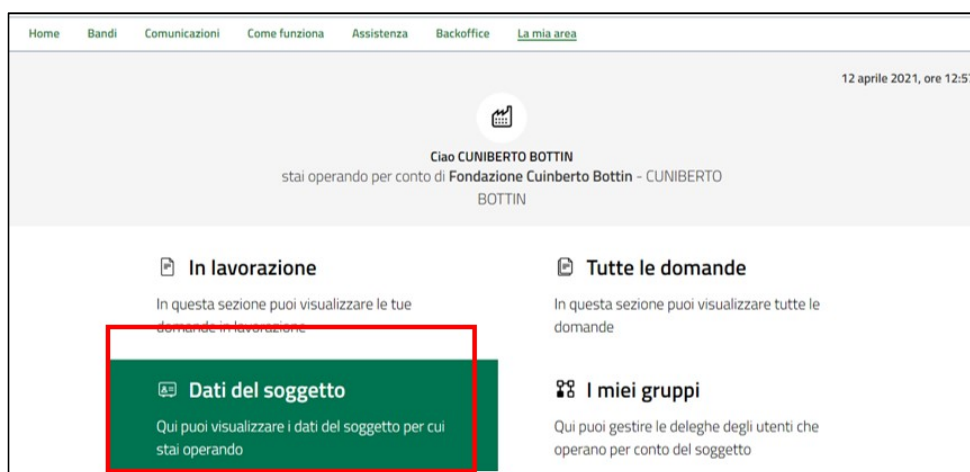 Home Bandi Comunicazioni Come funziona Assistenza Backoffice La mia area
12 aprile 2021, ore 12:57
Ciao CUNIBERTO BOTTIN
stai operando per conto di Fondazione Cuinberto Bottin - CUNIBERTO
BOTTIN
In lavorazione
In questa sezione puoi visualizzare le tue
domande in lavorazione
Tutte le domande
In questa sezione puoi visualizzare tutte le
domande
Dati del soggetto
Qui puoi visualizzare i dati del soggetto per cui
stai operando
I miei gruppi
Qui puoi gestire le deleghe degli utenti che
operano per conto del soggetto